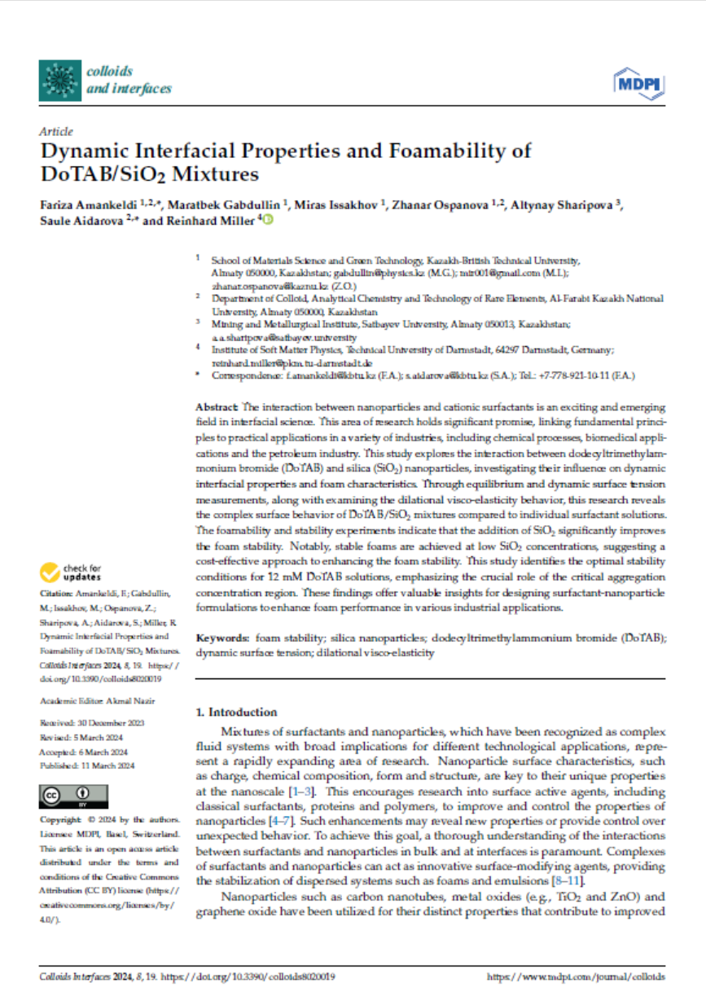 colloids
and interfaces
MDPI
Article
Dynamic Interfacial Properties and Foamability of
DoTAB/SiO2 Mixtures
Fariza Amankeldi 1,2,*, Maratbek Gabdullin 1, Miras Issakhov 1, Zhanar Ospanova 1,2, Altynay Sharipova 3,
Saule Aidarova 2,* and Reinhard Miller 4
1 School of Materials Science and Green Technology, Kazakh-British Technical University,
Almaty 050000, Kazakhstan; gabdullin@physics.kz (M.G.); mir001@gmail.com (M.I.);
zhanar.ospanova@kaznu.kz (Z.O.)
2 Department of Colloid, Analytical Chemistry and Technology of Rare Elements, Al-Farabi Kazakh National
University, Almaty 050000, Kazakhstan
3 Mining and Metallurgical Institute, Satbayev University, Almaty 050013, Kazakhstan;
a.a.sharipova@satbayev.university
4 Institute of Soft Matter Physics, Technical University of Darmstadt, 64297 Darmstadt, Germany;
reinhard.miller@pkm.tu-darmstadt.de
* Correspondence: f.amankeldi@kbtu.kz (F.A.); s.aidarova@kbtu.kz (S.A.); Tel.: +7-778-921-10-11 (F.A.)
Abstract: The interaction between nanoparticles and cationic surfactants is an exciting and emerging
field in interfacial science. This area of research holds significant promise, linking fundamental princi-
ples to practical applications in a variety of industries, including chemical processes, biomedical appli-
cations and the petroleum industry. This study explores the interaction between dodecyltrimethylam-
monium bromide (DoTAB) and silica (SiO2) nanoparticles, investigating their influence on dynamic
interfacial properties and foam characteristics. Through equilibrium and dynamic surface tension
measurements, along with examining the dilational visco-elasticity behavior, this research reveals
the complex surface behavior of DoTAB/SiO2 mixtures compared to individual surfactant solutions.
The foamability and stability experiments indicate that the addition of SiO2 significantly improves
the foam stability. Notably, stable foams are achieved at low SiO2 concentrations, suggesting a
cost-effective approach to enhancing the foam stability. This study identifies the optimal stability
conditions for 12 mM DoTAB solutions, emphasizing the crucial role of the critical aggregation
concentration region. These findings offer valuable insights for designing surfactant-nanoparticle
formulations to enhance foam performance in various industrial applications.
Keywords: foam stability; silica nanoparticles; dodecyltrimethylammonium bromide (DoTAB);
dynamic surface tension; dilational visco-elasticity
check for
updates
Citation: Amankeldi, F.; Gabdullin,
M.; Issakhov, M.; Ospanova, Z.;
Sharipova, A.; Aidarova, S.; Miller, R.
Dynamic Interfacial Properties and
Foamability of DoTAB/SiO2 Mixtures.
Colloids Interfaces 2024, 8, 19. https://
doi.org/10.3390/colloids8020019
Academic Editor: Akmal Nazir
Received: 30 December 2023
Revised: 5 March 2024
Accepted: 6 March 2024
Published: 11 March 2024
CC BY
Copyright: © 2024 by the authors.
Licensee MDPI, Basel, Switzerland.
This article is an open access article
distributed under the terms and
conditions of the Creative Commons
Attribution (CC BY) license (https://
creativecommons.org/licenses/by/
4.0/).
1. Introduction
Mixtures of surfactants and nanoparticles, which have been recognized as complex
fluid systems with broad implications for different technological applications, repre-
sent a rapidly expanding area of research. Nanoparticle surface characteristics, such
as charge, chemical composition, form and structure, are key to their unique properties
at the nanoscale [1–3]. This encourages research into surface active agents, including
classical surfactants, proteins and polymers, to improve and control the properties of
nanoparticles [4–7]. Such enhancements may reveal new properties or provide control over
unexpected behavior. To achieve this goal, a thorough understanding of the interactions
between surfactants and nanoparticles in bulk and at interfaces is paramount. Complexes
of surfactants and nanoparticles can act as innovative surface-modifying agents, providing
the stabilization of dispersed systems such as foams and emulsions [8–11].
Nanoparticles such as carbon nanotubes, metal oxides (e.g., TiO2 and ZnO) and
graphene oxide have been utilized for their distinct properties that contribute to improved
Colloids Interfaces 2024, 8, 19. https://doi.org/10.3390/colloids8020019
https://www.mdpi.com/journal/colloids